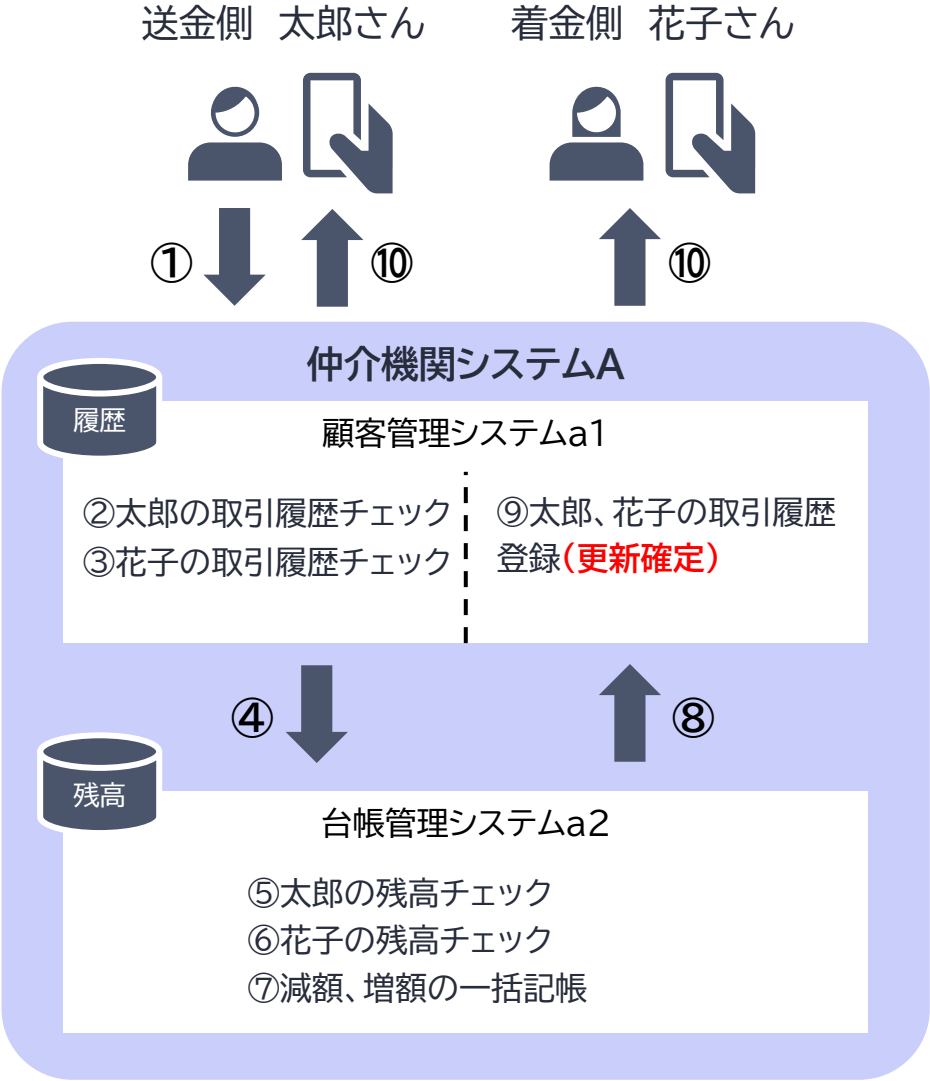 送金側　太郎さん
着金側　花子さん
①
⑩
⑩
仲介機関システムA
履歴
顧客管理システムa1
②太郎の取引履歴チェック
③花子の取引履歴チェック
⑨太郎、花子の取引履歴
登録（更新確定）
④
⑧
残高
台帳管理システムa2
⑤太郎の残高チェック
⑥花子の残高チェック
⑦減額、増額の一括記帳